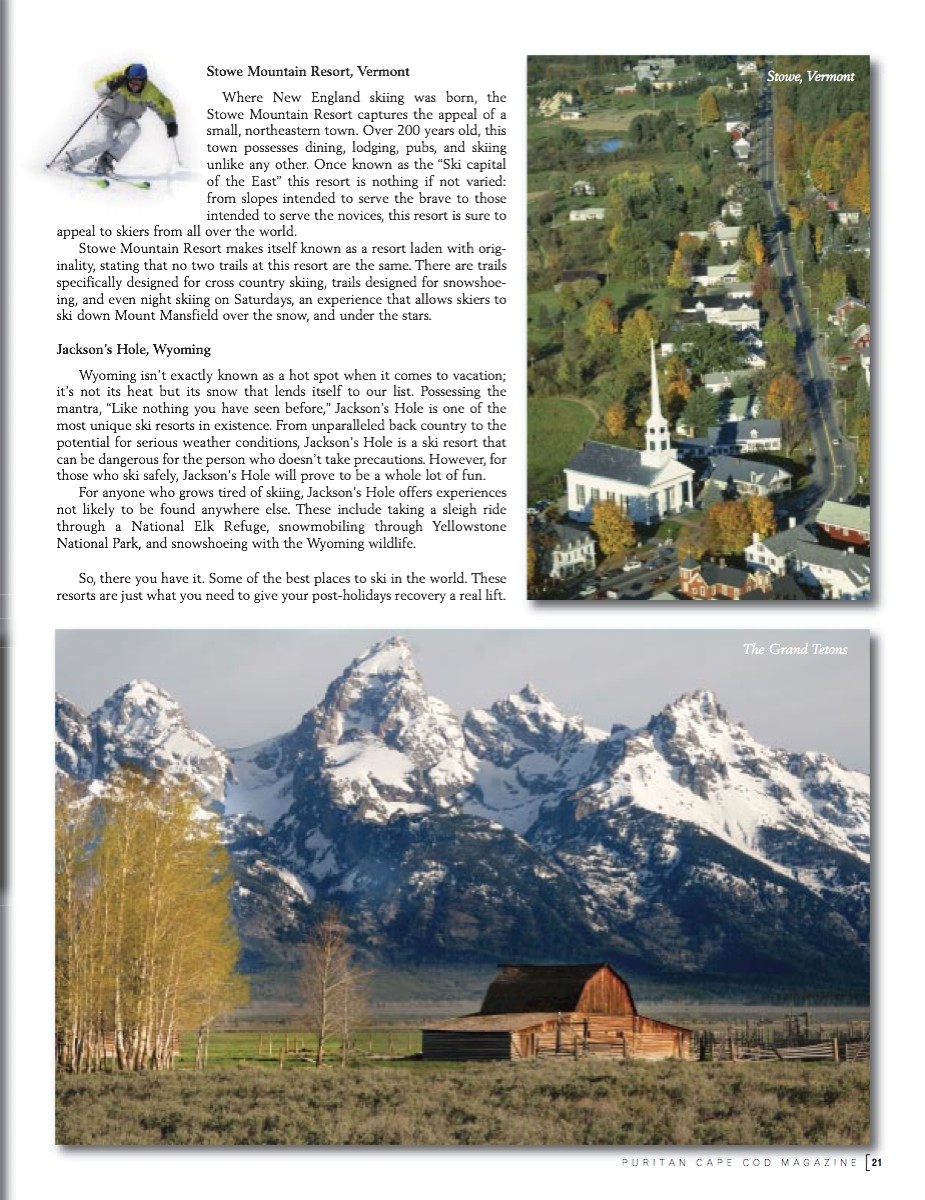 Stowe Mountain Resort, Vermont
Where New England skiing was born, the
Stowe Mountain Resort captures the appeal of a
small, northeastern town. Over 200 years old, this
town possesses dining, lodging, pubs, and skiing
unlike any other. Once known as the “Ski capital
of the East” this resort is nothing if not varied:
from slopes intended to serve the brave to those
intended to serve the novices, this resort is sure to
appeal to skiers from all over the world.
Stowe Mountain Resort makes itself known as a resort laden with orig-
inality, stating that no two trails at this resort are the same. There are trails
specifically designed for cross country skiing, trails designed for snowshoe-
ing, and even night skiing on Saturdays, an experience that allows skiers to
ski down Mount Mansfield over the snow, and under the stars.
Jackson’s Hole, Wyoming
Wyoming isn’t exactly known as a hot spot when it comes to vacation;
it’s not its heat but its snow that lends itself to our list. Possessing the
mantra, “Like nothing you have seen before,” Jackson’s Hole is one of the
most unique ski resorts in existence. From unparalleled back country to the
potential for serious weather conditions, Jackson’s Hole is a ski resort that
can be dangerous for the person who doesn’t take precautions. However, for
those who ski safely, Jackson’s Hole will prove to be a whole lot of fun.
For anyone who grows tired of skiing, Jackson’s Hole offers experiences
not likely to be found anywhere else. These include taking a sleigh ride
through a National Elk Refuge, snowmobiling through Yellowstone
National Park, and snowshoeing with the Wyoming wildlife.
So, there you have it. Some of the best places to ski in the world. These
resorts are just what you need to give your post-holidays recovery a real lift.
Stowe, Vermont
The Grand Tetons
PURITAN CAPE COD MAGAZINE [21